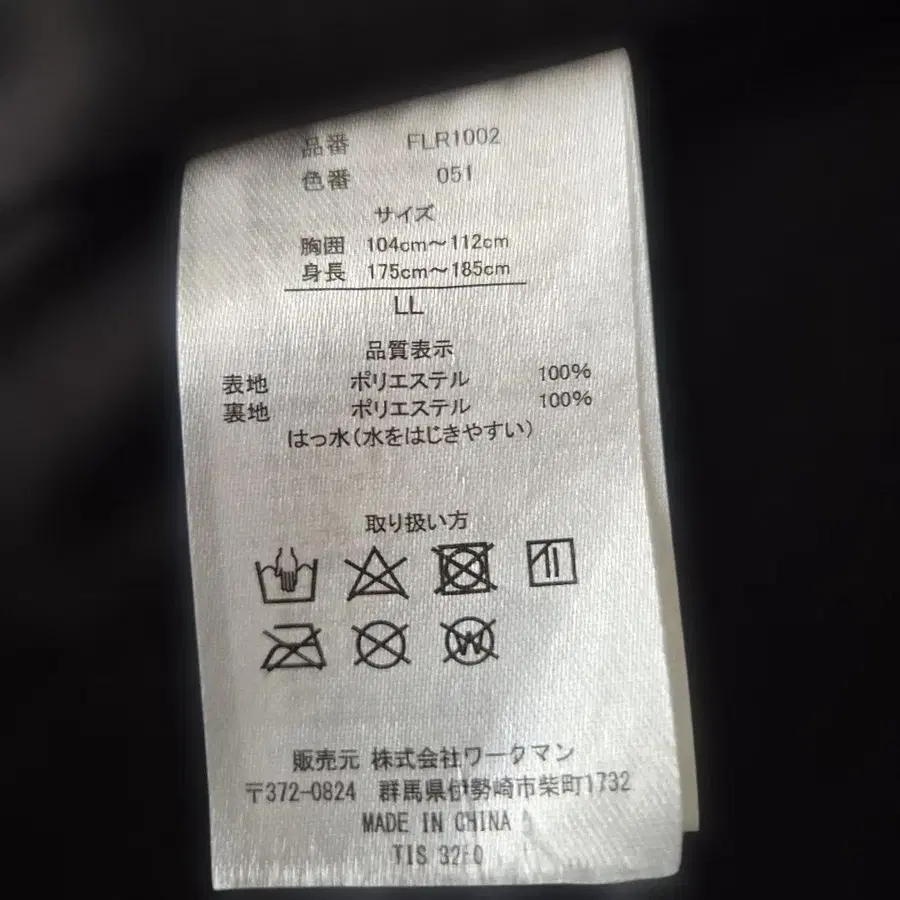 品番 FLR1002
色番 051
サイズ
胸囲 104cm～112cm
身長 175cm～185cm
LL
品質表示
表地 ポリエステル 100%
裏地 ポリエステル 100%
はっ水(水をはじきやすい)
取り扱い方
W
販売元 株式会社ワークマン
〒372-0824 群馬県伊勢崎市柴町1732
MADE IN CHINA
TIS